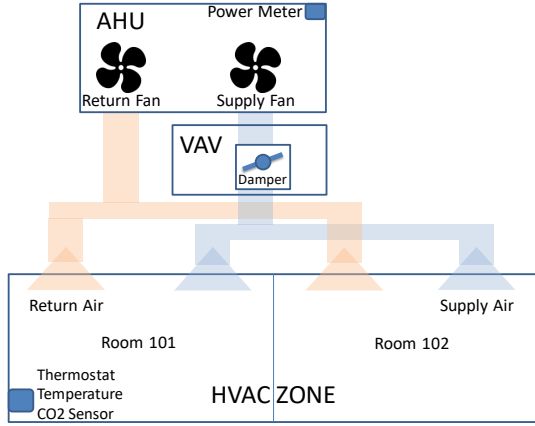 AHU
Power Meter
Return Fan
Supply Fan
VAV
Damper
Return Air
Supply Air
Room 101
Room 102
Thermostat
Temperature
CO2 Sensor
HVAC ZONE